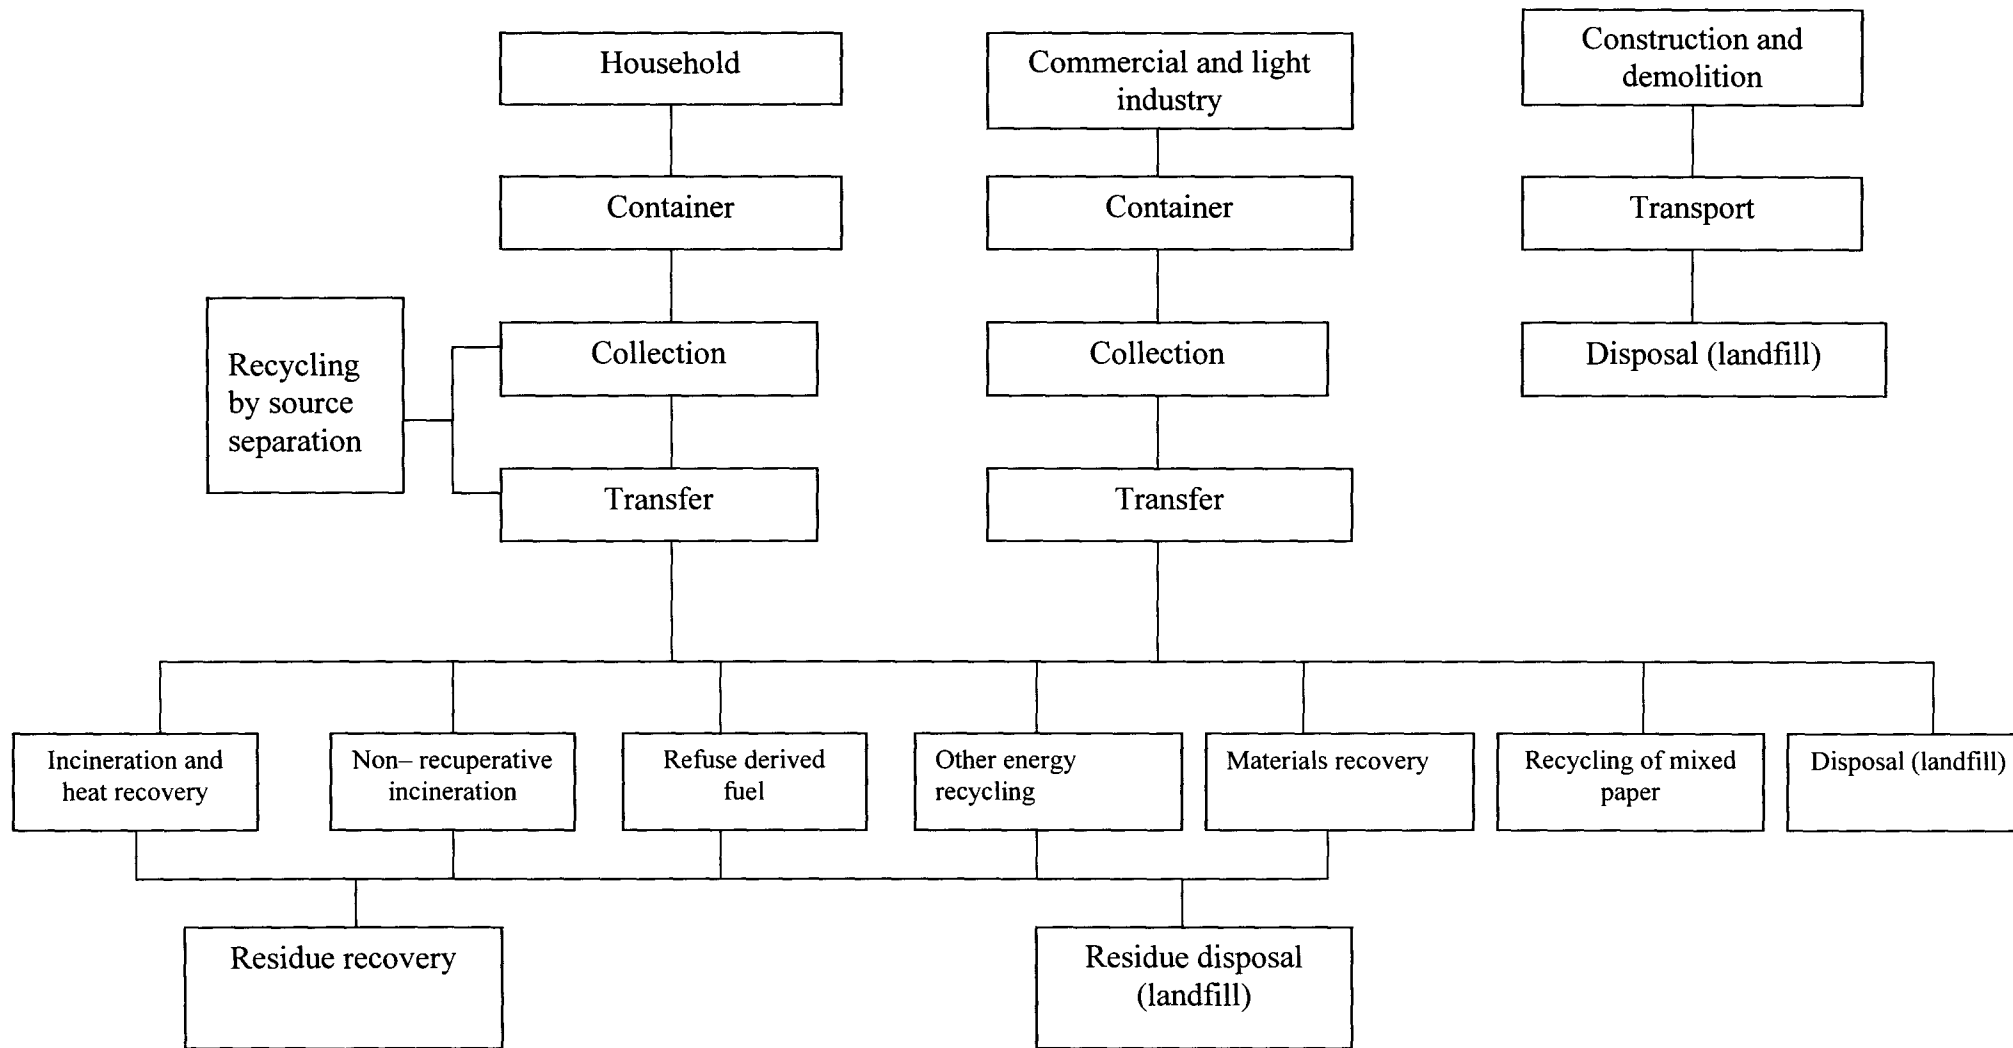 Household
Commercial and light
industry
Construction and
demolition
Container
Container
Transport
Recycling
by source
separation
Collection
Collection
Disposal (landfill)
Transfer
Transfer
Incineration and
heat recovery
Non– recuperative
incineration
Refuse derived
fuel
Other energy
recycling
Materials recovery
Recycling of mixed
paper
Disposal (landfill)
Residue recovery
Residue disposal
(landfill)